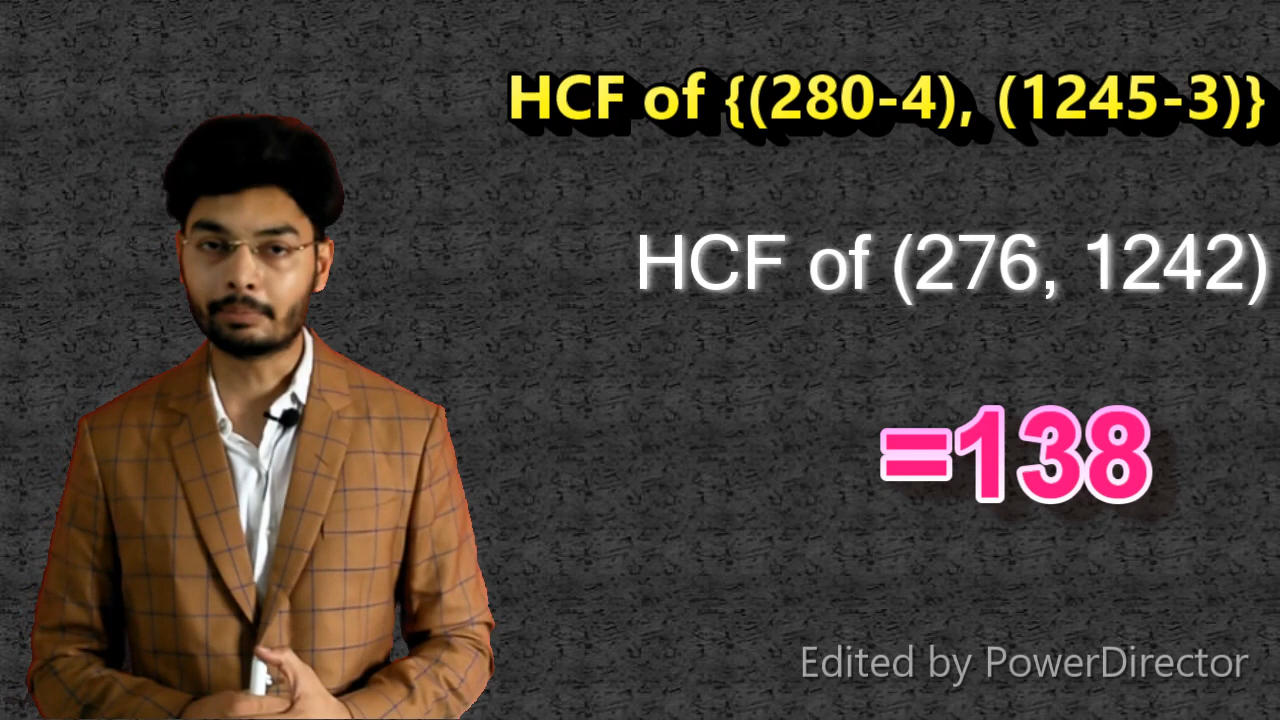 HCF of {(280-4), (1245-3)}
HCF of (276, 1242)
=138
Edited by PowerDirector